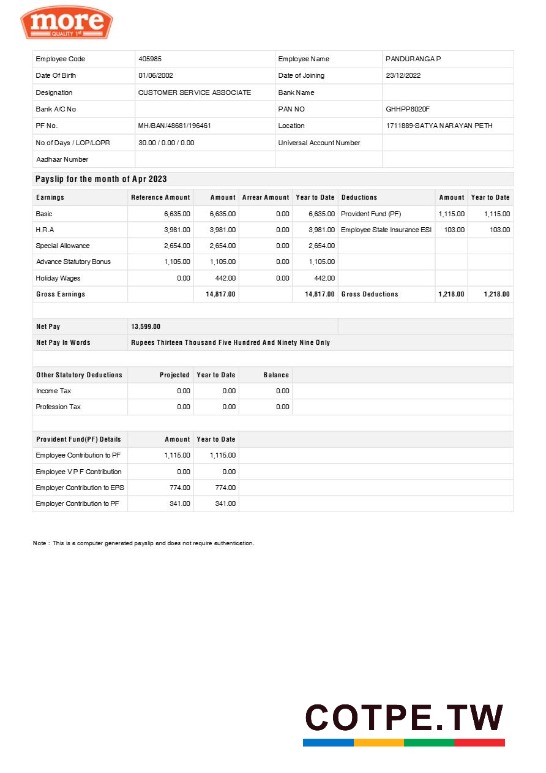 more
QUALITY 1st
Employee Code 405985 Employee Name PANDURANGA P
Date Of Birth 01/06/2002 Date of Joining 23/12/2022
Designation CUSTOMER SERVICE ASSOCIATE Bank Name
Bank A/C No PAN NO GHHPP8020F
PF No. MH/BAN/48681/196461 Location 1711889-SATYA NARAYAN PETH
No of Days / LOP/LOPR 30.00 / 0.00 / 0.00 Universal Account Number
Aadhaar Number
Payslip for the month of Apr 2023
Earnings Reference Amount Amount Arrear Amount Year to Date Deductions Amount Year to Date
Basic 6,635.00 6,635.00 0.00 6,635.00 Provident Fund (PF) 1,115.00 1,115.00
H.R.A 3,981.00 3,981.00 0.00 3,981.00 Employee State Insurance ESI 103.00 103.00
Special Allowance 2,654.00 2,654.00 0.00 2,654.00
Advance Statutory Bonus 1,105.00 1,105.00 0.00 1,105.00
Holiday Wages 0.00 442.00 0.00 442.00
Gross Earnings 14,817.00 14,817.00 Gross Deductions 1,218.00 1,218.00
Net Pay 13,599.00
Net Pay In Words Rupees Thirteen Thousand Five Hundred And Ninety Nine Only
Other Statutory Deductions Projected Year to Date Balance
Income Tax 0.00 0.00 0.00
Profession Tax 0.00 0.00 0.00
Provident Fund(PF) Details Amount Year to Date
Employee Contribution to PF 1,115.00 1,115.00
Employee V P F Contribution 0.00 0.00
Employer Contribution to EPS 774.00 774.00
Employer Contribution to PF 341.00 341.00
Note : This is a computer generated payslip and does not require authentication.
COTPE.TW